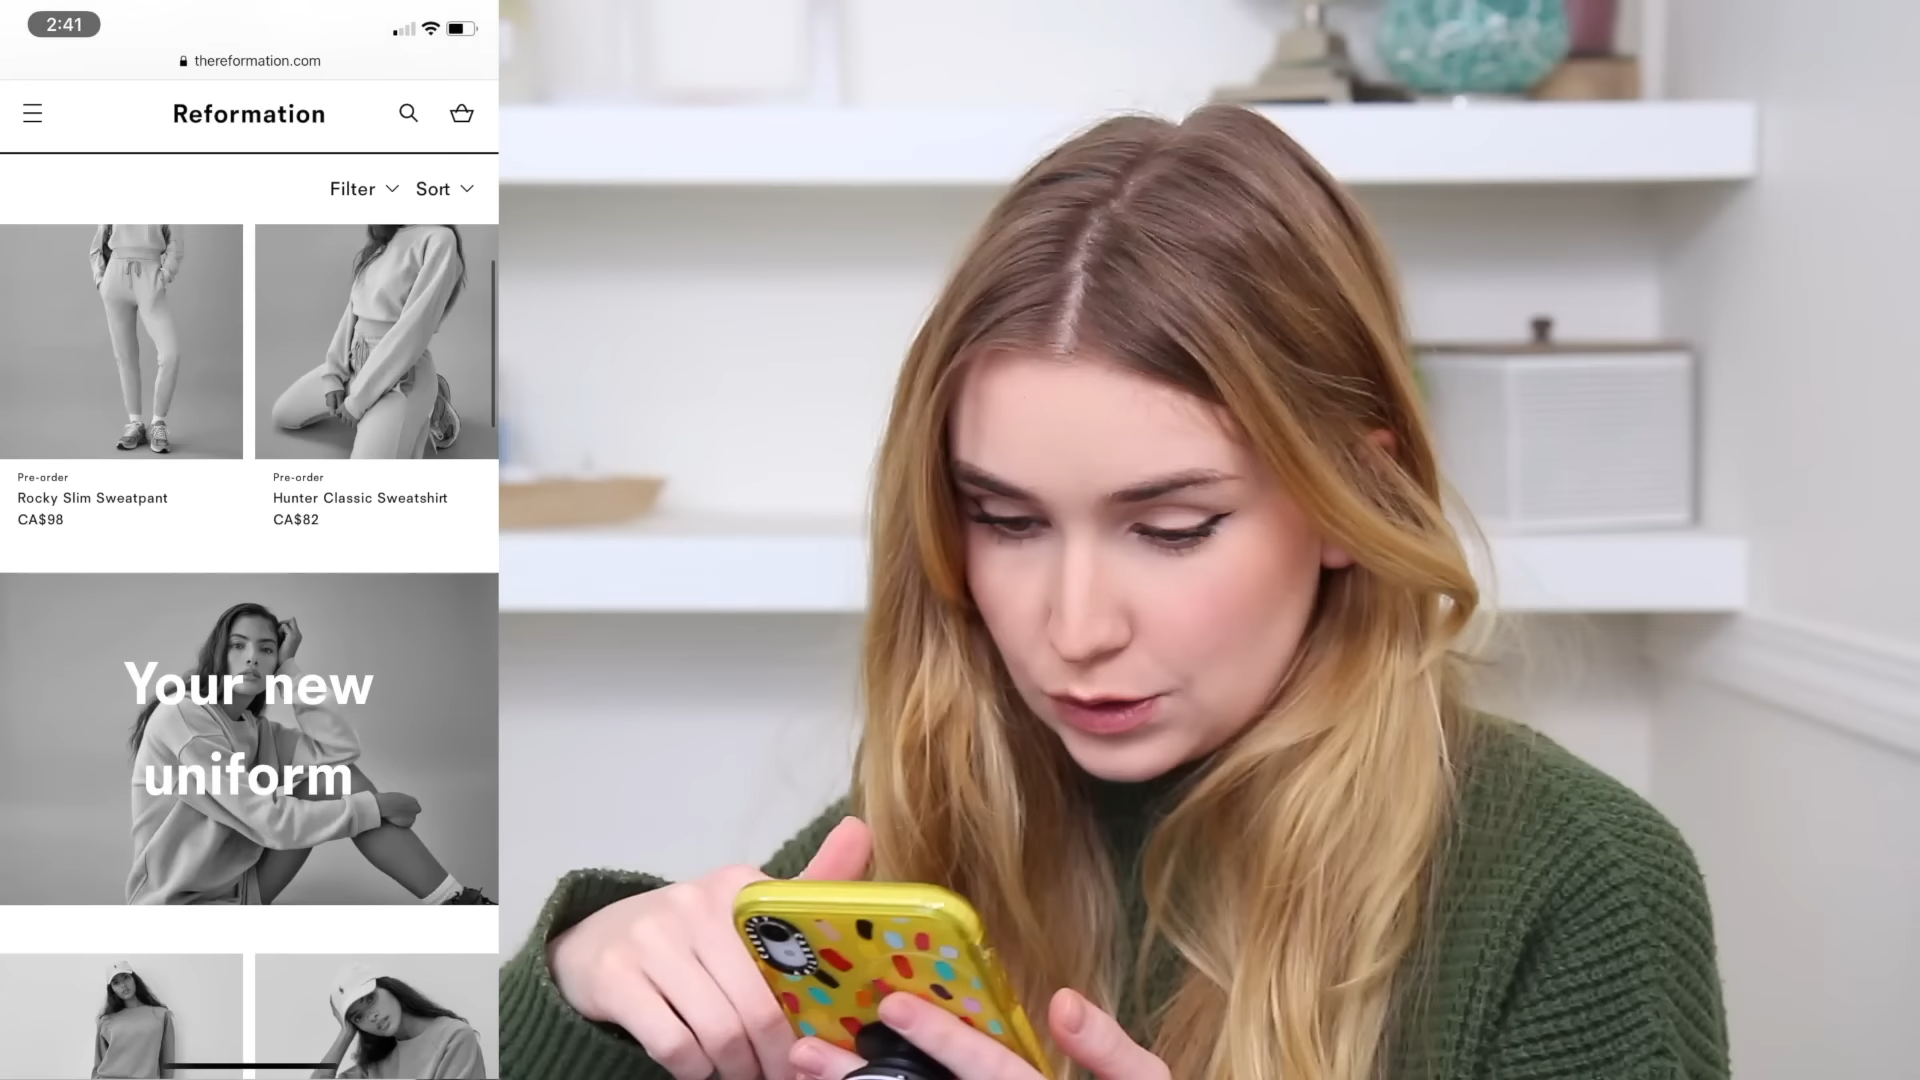 2:41
thereformation.com
Reformation
Filter Sort
Pre-order
Rocky Slim Sweatpant
CA$98
Pre-order
Hunter Classic Sweatshirt
CA$82
Your new
uniform